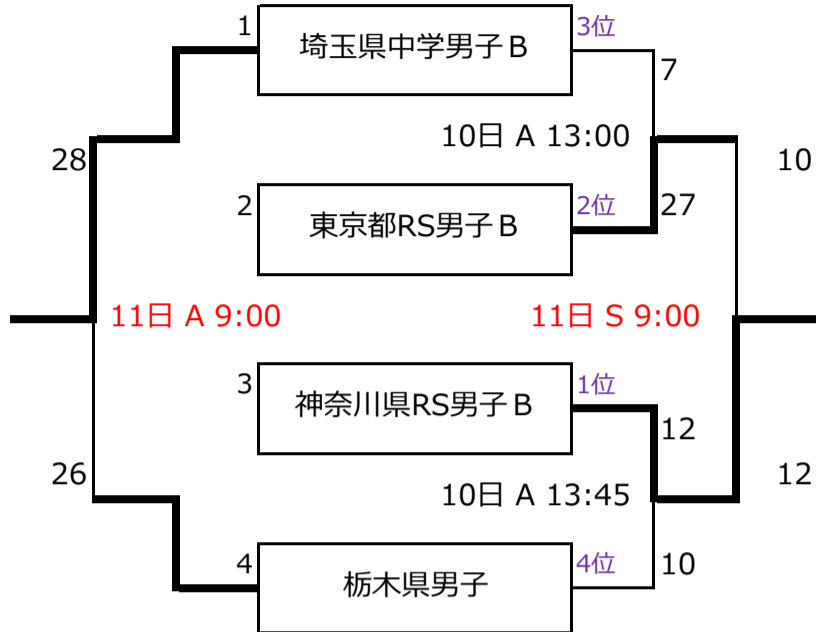 1
埼玉県中学男子Ｂ
3位
7
28
10日 A 13:00
10
2
東京都RS男子Ｂ
2位
27
11日 A 9:00
11日 S 9:00
3
神奈川県RS男子Ｂ
1位
12
26
10日 A 13:45
12
4
栃木県男子
4位
10